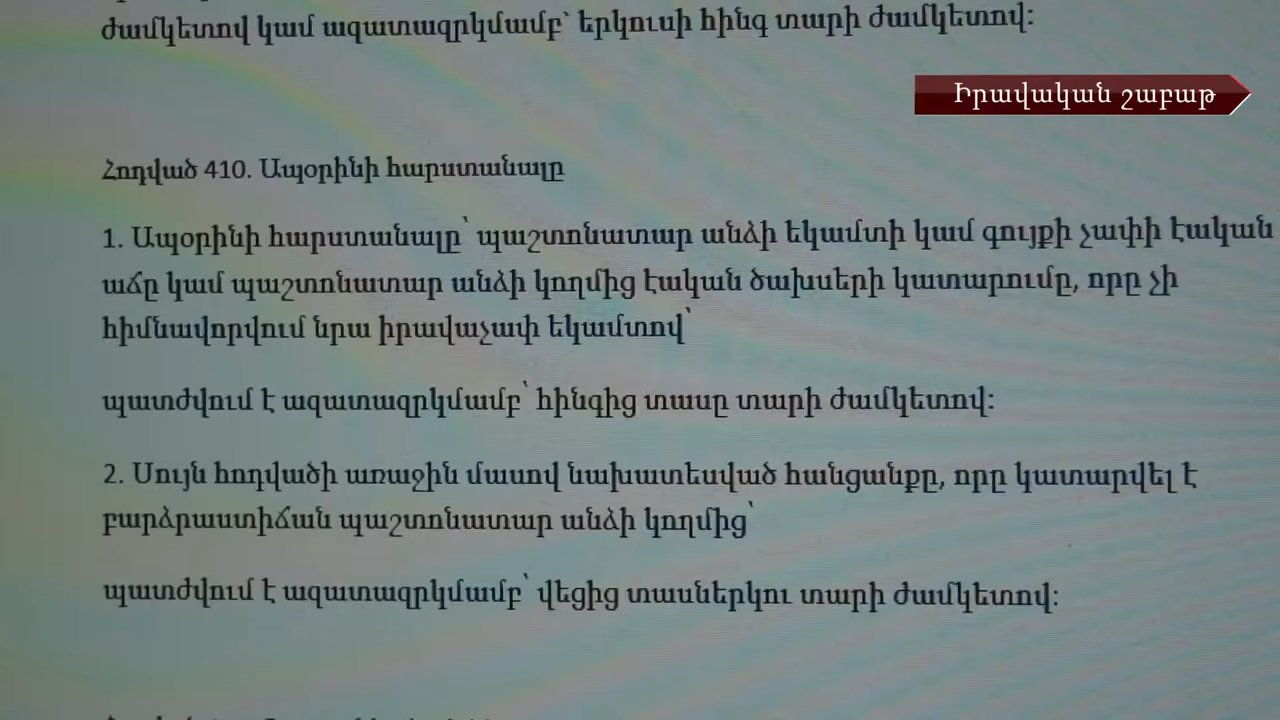 ժամկետով կամ ազատազրկմամբ՝ երկուսի հինգ տարի ժամկետով:
Իրավական շաբաթ
Հոդված 410. Ապօրինի հարստանալը
1. Ապօրինի հարստանալը՝ պաշտոնատար անձի եկամտի կամ գույքի չափի էական
աճը կամ պաշտոնատար անձի կողմից էական ծախսերի կատարումը, որը չի
հիմնավորվում նրա իրավաչափ եկամտով՝
պատժվում է ազատազրկմամբ՝ հինգից տասը տարի ժամկետով:
2. Սույն հոդվածի առաջին մասով նախատեսված հանցանքը, որը կատարվել է
բարձրաստիճան պաշտոնատար անձի կողմից՝
պատժվում է ազատազրկմամբ՝ վեցից տասներկու տարի ժամկետով: